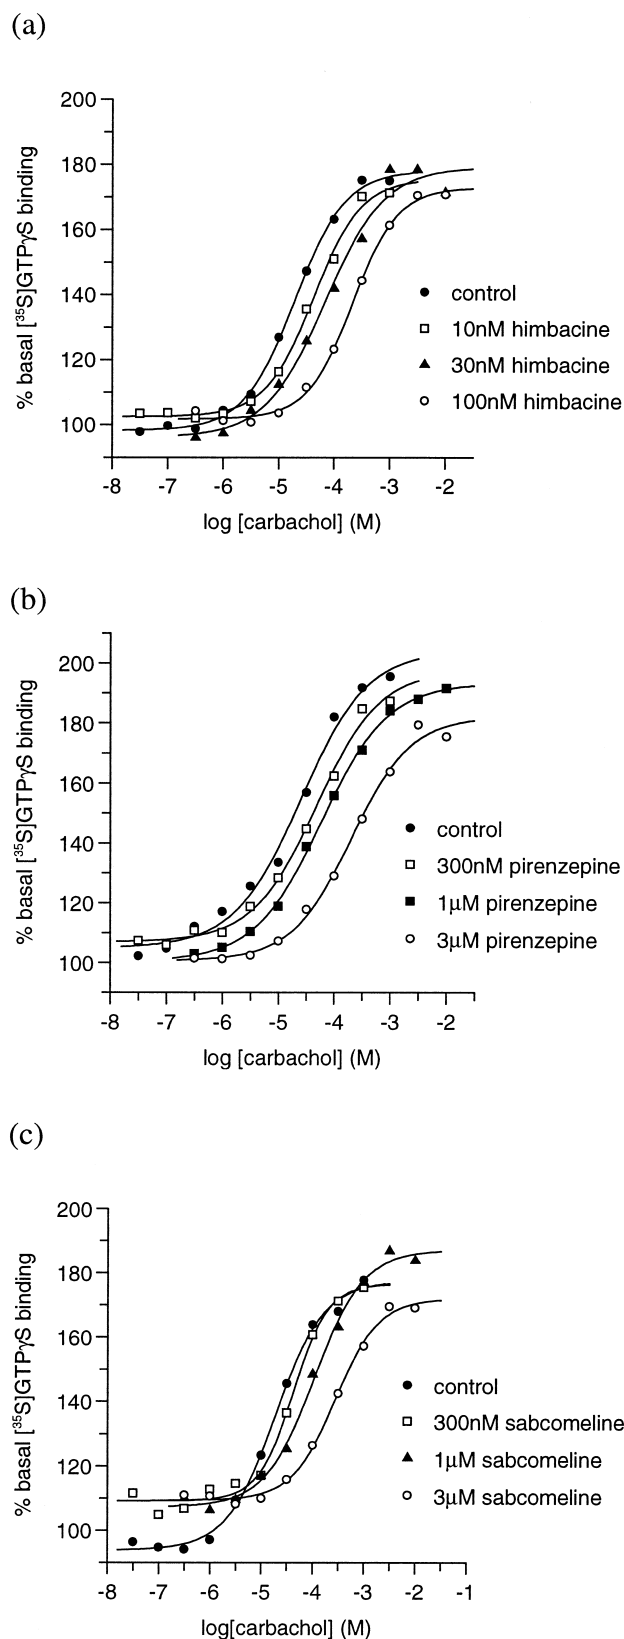 (a)
200
180
160
140
120
100
% basal [³⁵S]GTPγS binding
control
10nM himbacine
30nM himbacine
100nM himbacine
-8 -7 -6 -5 -4 -3 -2
log [carbachol] (M)
(b)
200
180
160
140
120
100
% basal [³⁵S]GTPγS binding
control
300nM pirenzepine
1μM pirenzepine
3μM pirenzepine
-8 -7 -6 -5 -4 -3 -2
log [carbachol] (M)
(c)
200
180
160
140
120
100
% basal [³⁵S]GTPγS binding
control
300nM sabcomeline
1μM sabcomeline
3μM sabcomeline
-8 -7 -6 -5 -4 -3 -2 -1
log[carbachol] (M)